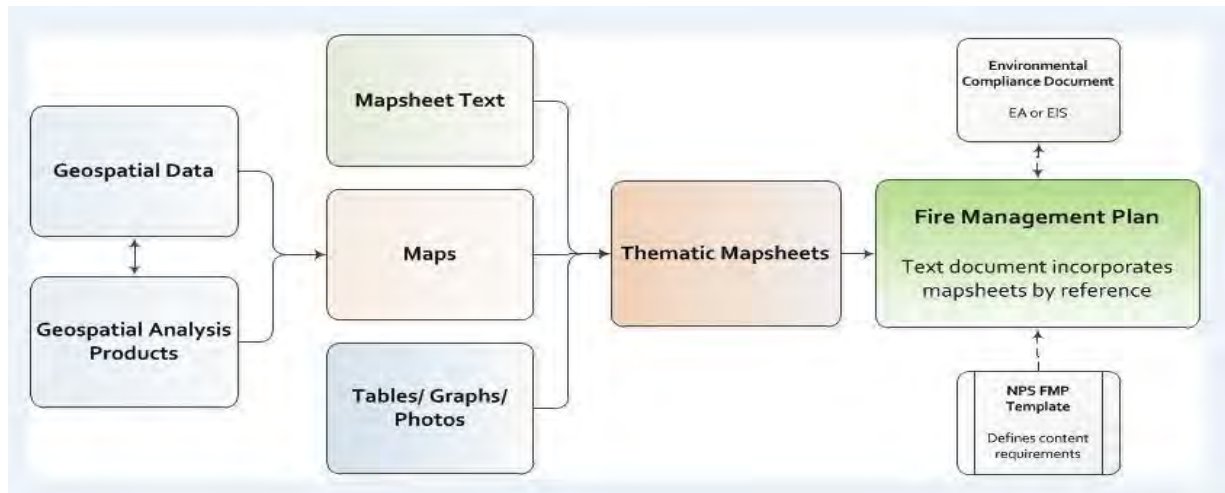 Geospatial Data
Geospatial Analysis
Products
Mapsheet Text
Maps
Tables/ Graphs/
Photos
Thematic Mapsheets
Environmental
Compliance Document
EA or EIS
Fire Management Plan
Text document incorporates
mapsheets by reference
NPS FMP
Template
Defines content
requirements